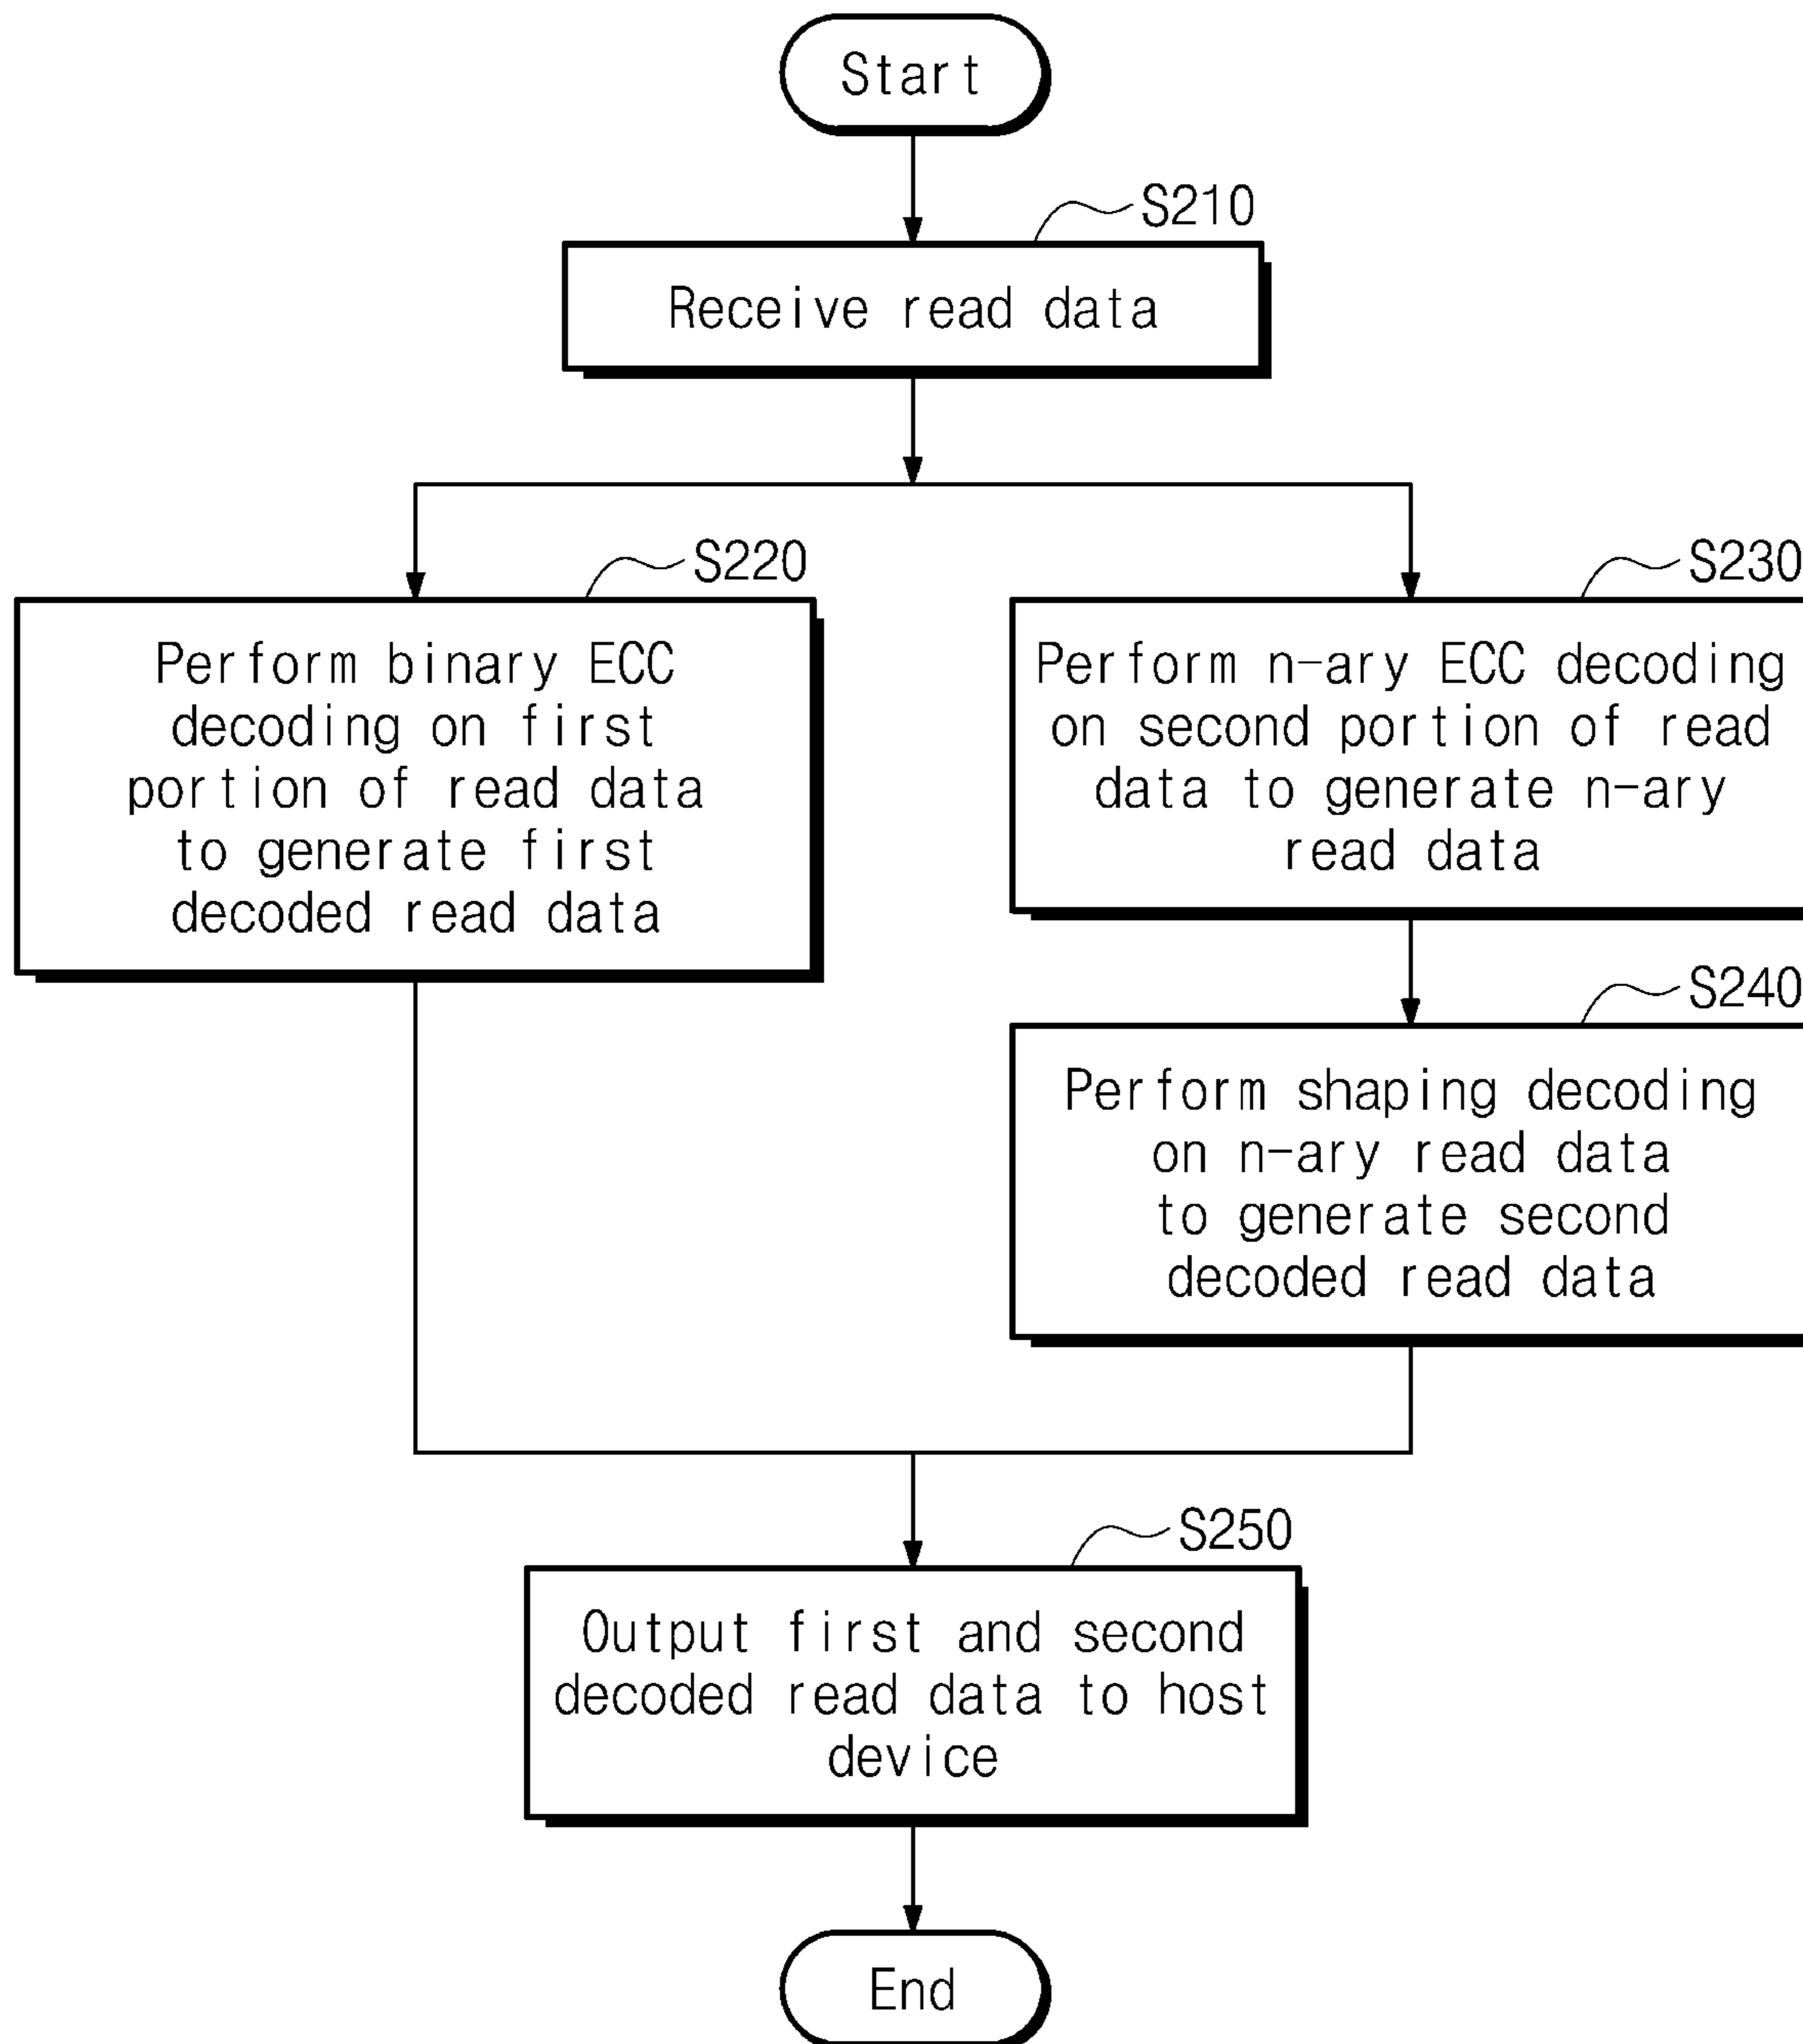 Start
S210
Receive read data
S220
Perform binary ECC
decoding on first
portion of read data
to generate first
decoded read data
S230
Perform n-ary ECC decoding
on second portion of read
data to generate n-ary
read data
S240
Perform shaping decoding
on n-ary read data
to generate second
decoded read data
S250
Output first and second
decoded read data to host
device
End